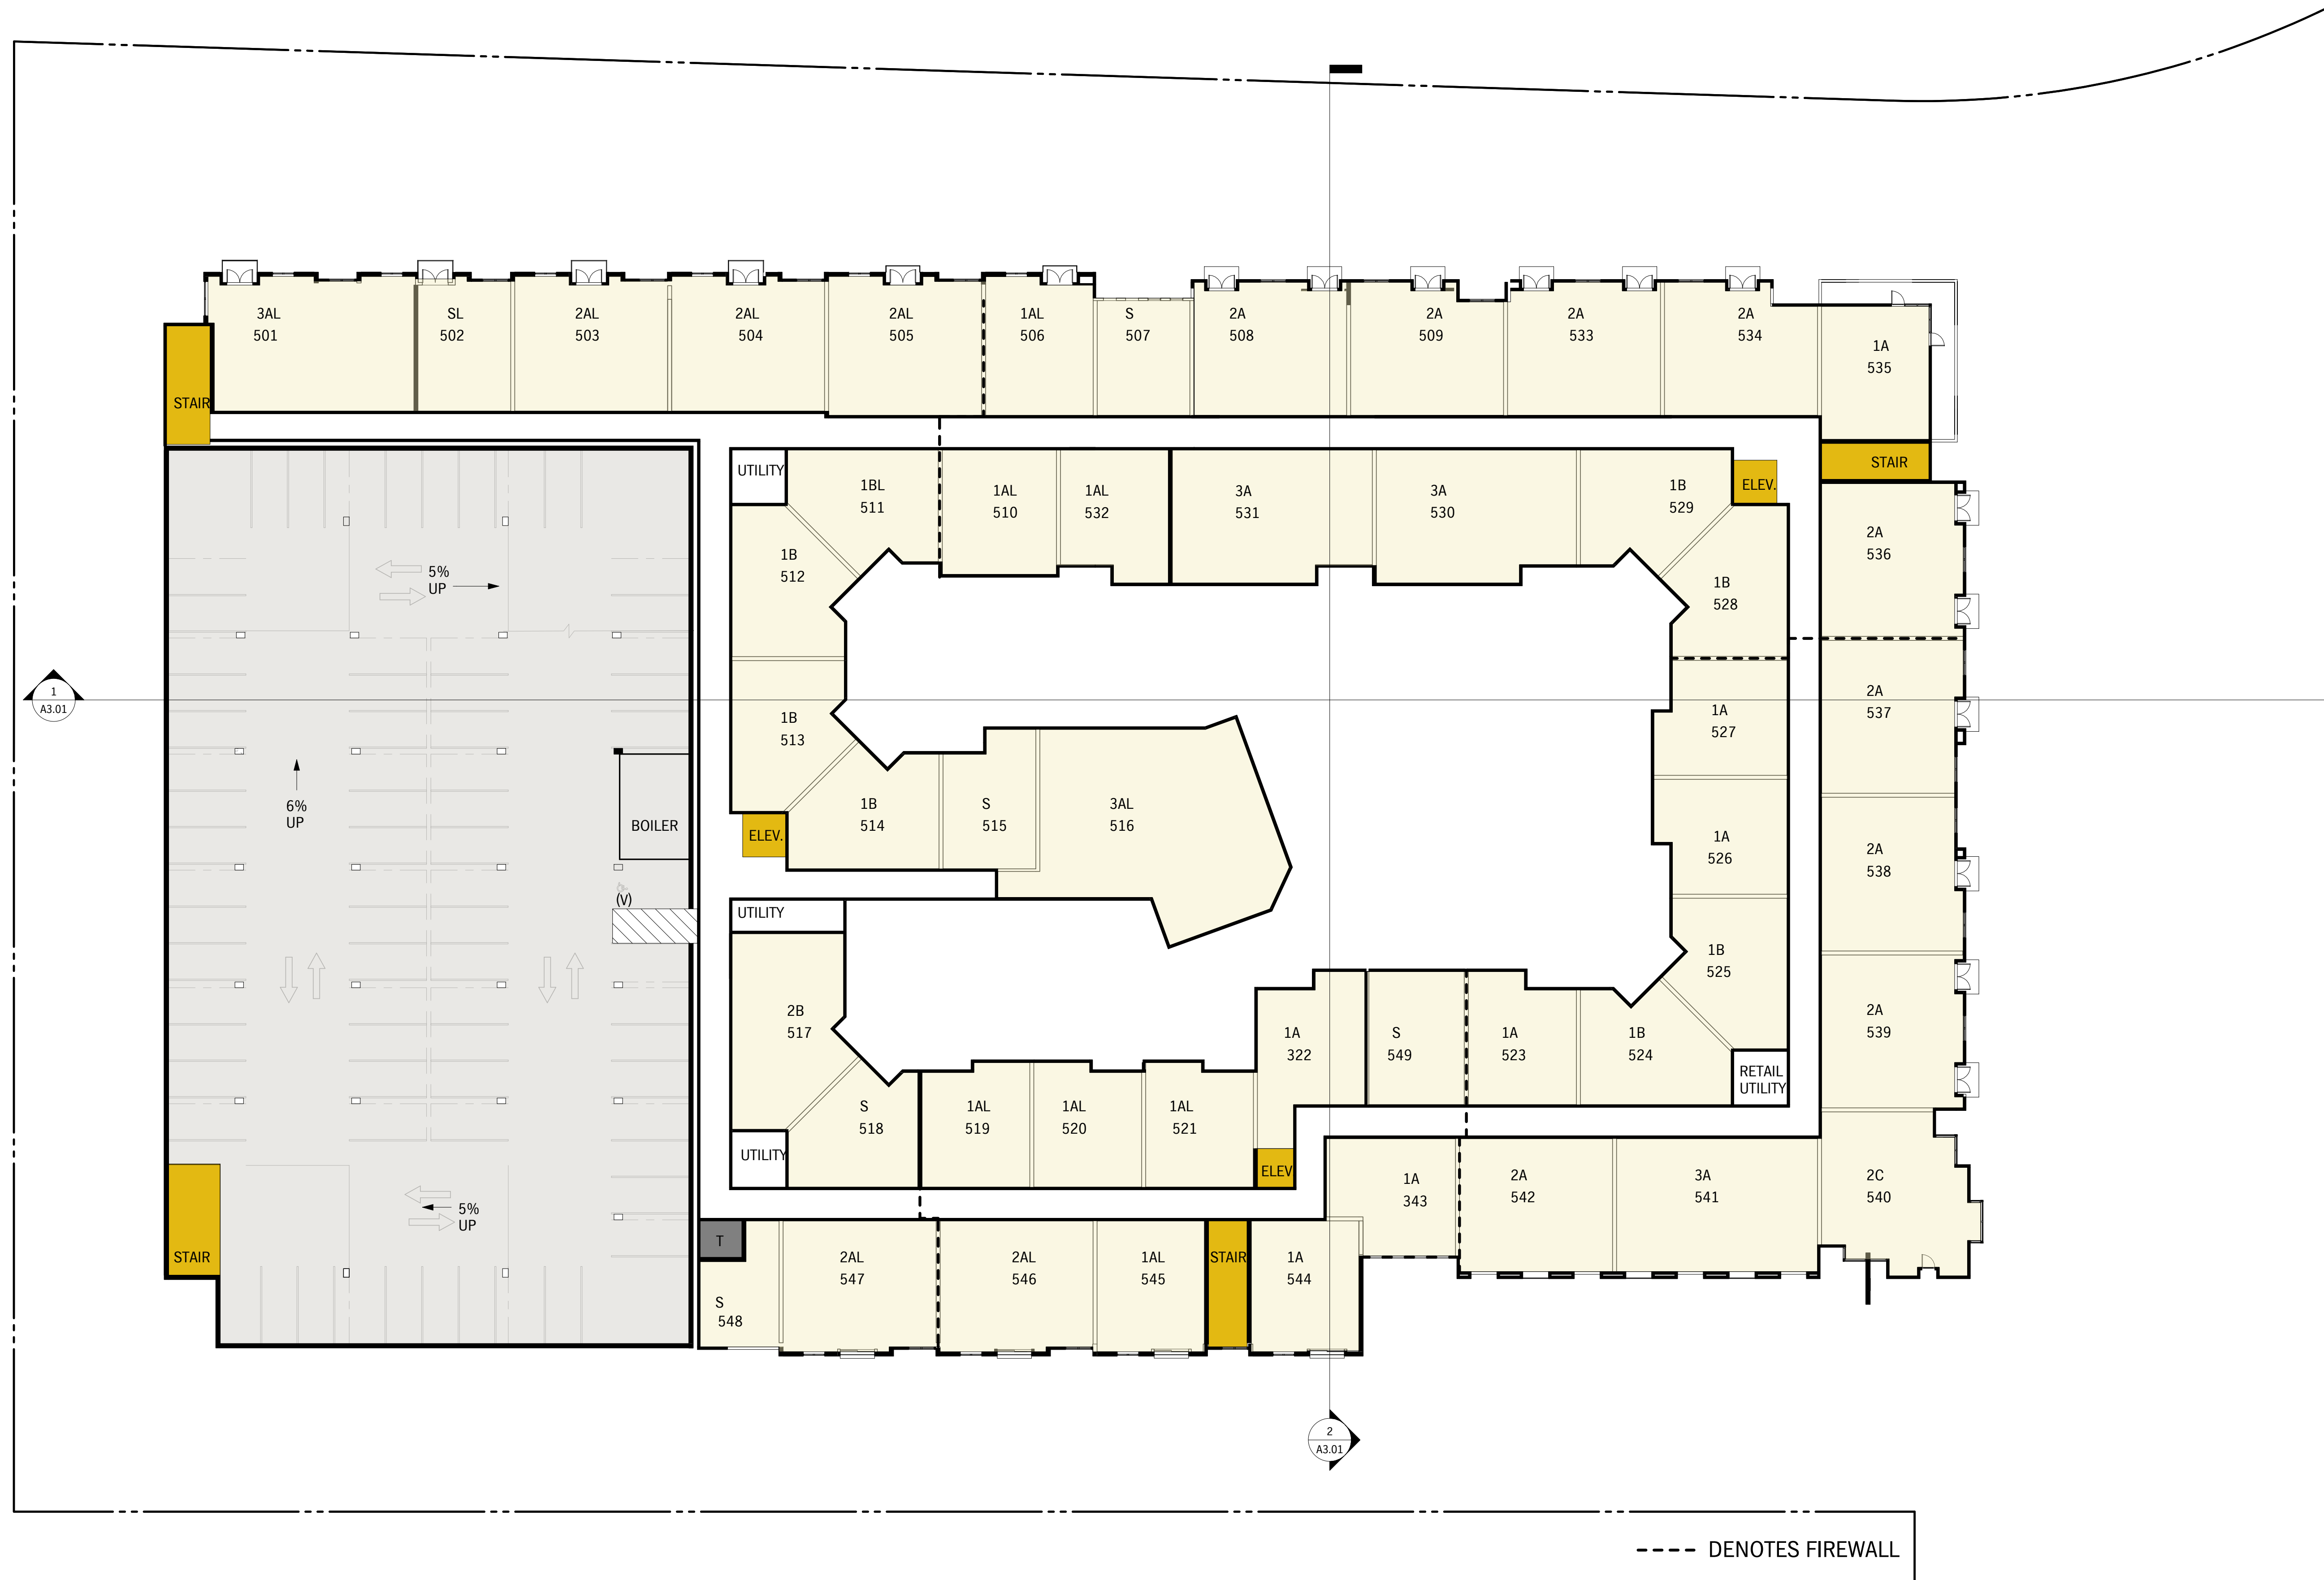 3AL
501
SL
502
2AL
503
2AL
504
2AL
505
1AL
506
S
507
2A
508
2A
509
2A
533
2A
534
1A
535
STAIR
STAIR
UTILITY
1BL
511
1AL
510
1AL
532
3A
531
3A
530
1B
529
ELEV.
2A
536
1B
512
1B
528
5%
UP
1
A3.01
1B
513
1A
527
2A
537
6%
UP
BOILER
ELEV.
1B
514
S
515
3AL
516
1A
526
2A
538
(V)
UTILITY
1B
525
2B
517
1A
322
S
549
1A
523
1B
524
2A
539
RETAIL
UTILITY
S
518
1AL
519
1AL
520
1AL
521
UTILITY
ELEV
1A
343
2A
542
3A
541
2C
540
5%
UP
STAIR
T
S
548
2AL
547
2AL
546
1AL
545
STAIR
1A
544
2
A3.01
DENOTES FIREWALL